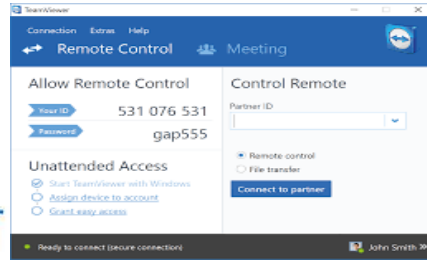 TeamViewer
Connection Extras Help
Remote Control Meeting
Allow Remote Control
Your ID 531 076 531
Password gap555
Unattended Access
Start TeamViewer with Windows
Assign device to account
Grant easy access
Control Remote
Partner ID
Remote control
File transfer
Connect to partner
Ready to connect (secure connection)
John Smith